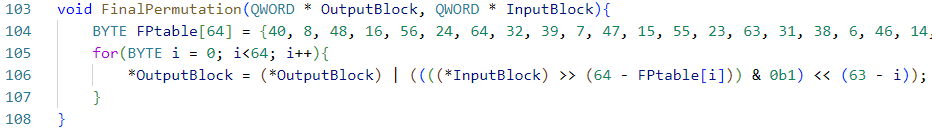 103 void FinalPermutation(QWORD * OutputBlock, QWORD * InputBlock){
104     BYTE FPtable[64] = {40, 8, 48, 16, 56, 24, 64, 32, 39, 7, 47, 15, 55, 23, 63, 31, 38, 6, 46, 14,
105     for(BYTE i = 0; i<64; i++){
106         *OutputBlock = (*OutputBlock) | ((((*InputBlock) >> (64 - FPtable[i])) & 0b1) << (63 - i));
107     }
108 }